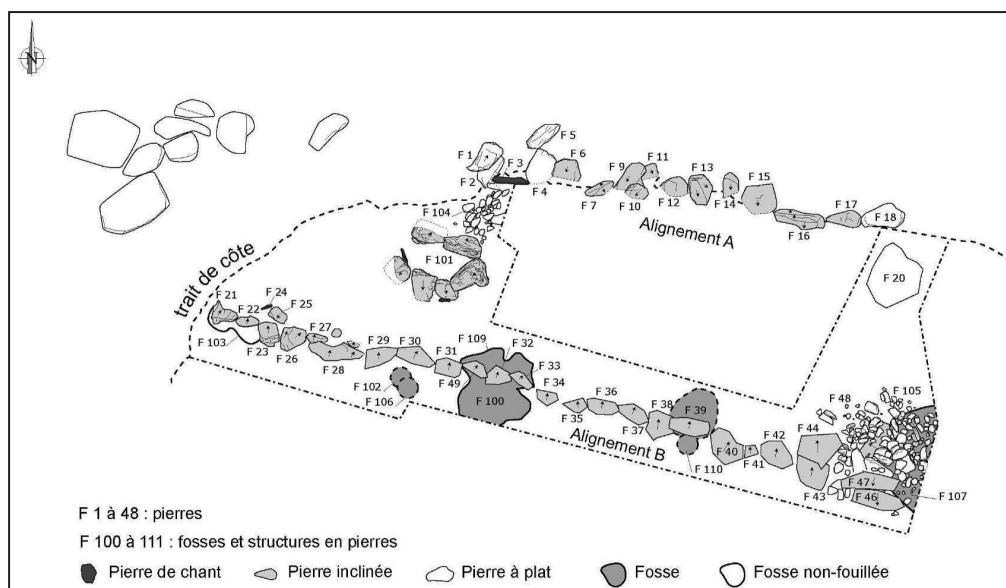 N
F 5
F 1
F 3
F 6
F 2
F 4
F 9
F 11
F 13
F 15
F 7
F 10
F 12
F 14
F 17
F 18
F 16
F 104
Alignement A
F 101
F 20
trait de côte
F 21
F 24
F 22
F 25
F 103
F 23
F 26
F 27
F 28
F 29
F 30
F 109
F 32
F 31
F 33
F 49
F 34
F 102
F 106
F 100
F 35
F 36
F 37
F 38
F 39
Alignement B
F 110
F 40
F 41
F 42
F 44
F 43
F 48
F 105
F 47
F 46
F 107
F 1 à 48 : pierres
F 100 à 111 : fosses et structures en pierres
Pierre de chant
Pierre inclinée
Pierre à plat
Fosse
Fosse non-fouillée